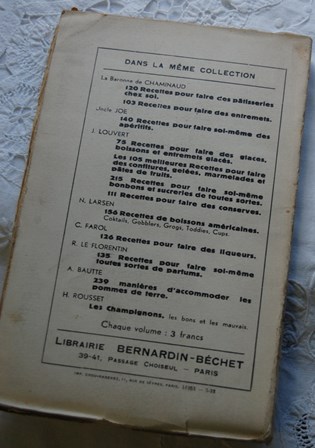 DANS LA MÊME COLLECTION
La Baronne de CHAMINAUD
120 Recettes pour faire des pâtisseries
chez soi.
103 Recettes pour faire des entremets.
Uncle JOE
140 Recettes pour faire soi-même des
apéritifs.
J. LOUVERT
75 Recettes pour faire des glaces,
boissons et entremets glacés.
Les 105 meilleures Recettes pour faire
des confitures, gelées, marmelades et
pâtes de fruits.
215 Recettes pour faire soi-même
bonbons et sucreries de toutes sortes.
111 Recettes pour faire des conserves.
N. LARSEN
156 Recettes de boissons américaines.
Coktails, Gobblers, Grogs, Toddies, Cups.
C. FAROL
126 Recettes pour faire des liqueurs.
R. LE FLORENTIN
125 Recettes pour faire soi-même
toutes sortes de parfums.
A. BAUTTE
239 manières d'accommoder les
pommes de terre.
H. ROUSSET
Les Champignons, les bons et les mauvais.
Chaque volume : 3 francs
LIBRAIRIE BERNARDIN-BÉCHET
39-41, PASSAGE CHOISEUL - PARIS